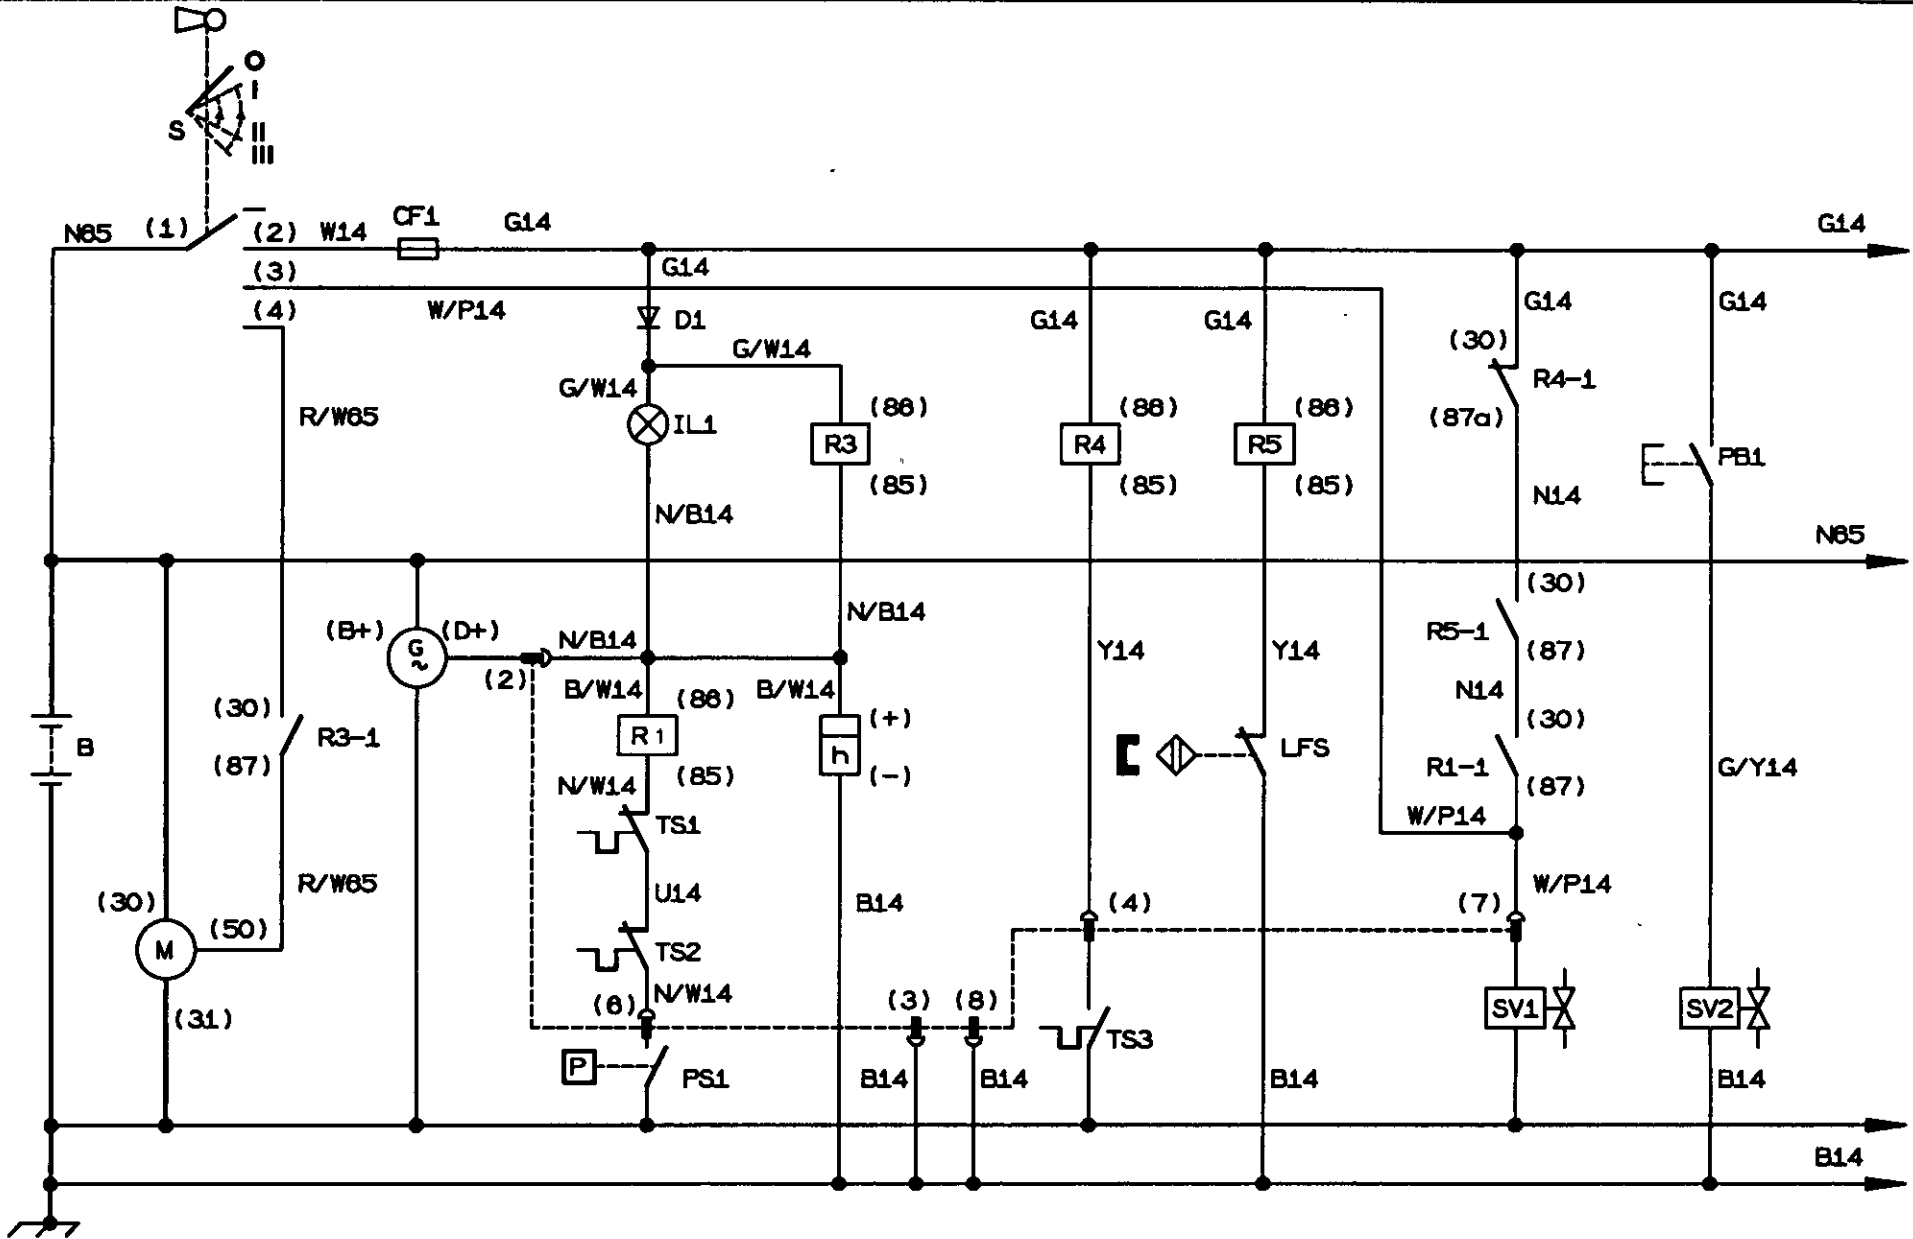 O
I
S
II
III
N65 (1) (2) W14 CF1 G14 G14
(3) G14
(4) W/P14 D1 G14 G14 G14 G14
G/W14 (30)
G/W14 R4-1
R/W65 IL1 (86) (86) (86) (87a)
R3 R4 R5 PB1
(85) (85) (85) N14
N/B14 N65
(30)
(B+) G (D+) N/B14 N/B14 R5-1
(2) Y14 Y14 (87)
B/W14 (86) B/W14 N14
(30) R3-1 R1 (+) LFS (30)
B (87) (85) h (-) R1-1 G/Y14
N/W14 (87)
TS1 W/P14
R/W65 U14 B14 W/P14
(30) (50) (4) (7)
M TS2
(31) (6) N/W14 (3) (8) SV1 SV2
TS3
P PS1 B14 B14 B14 B14
B14